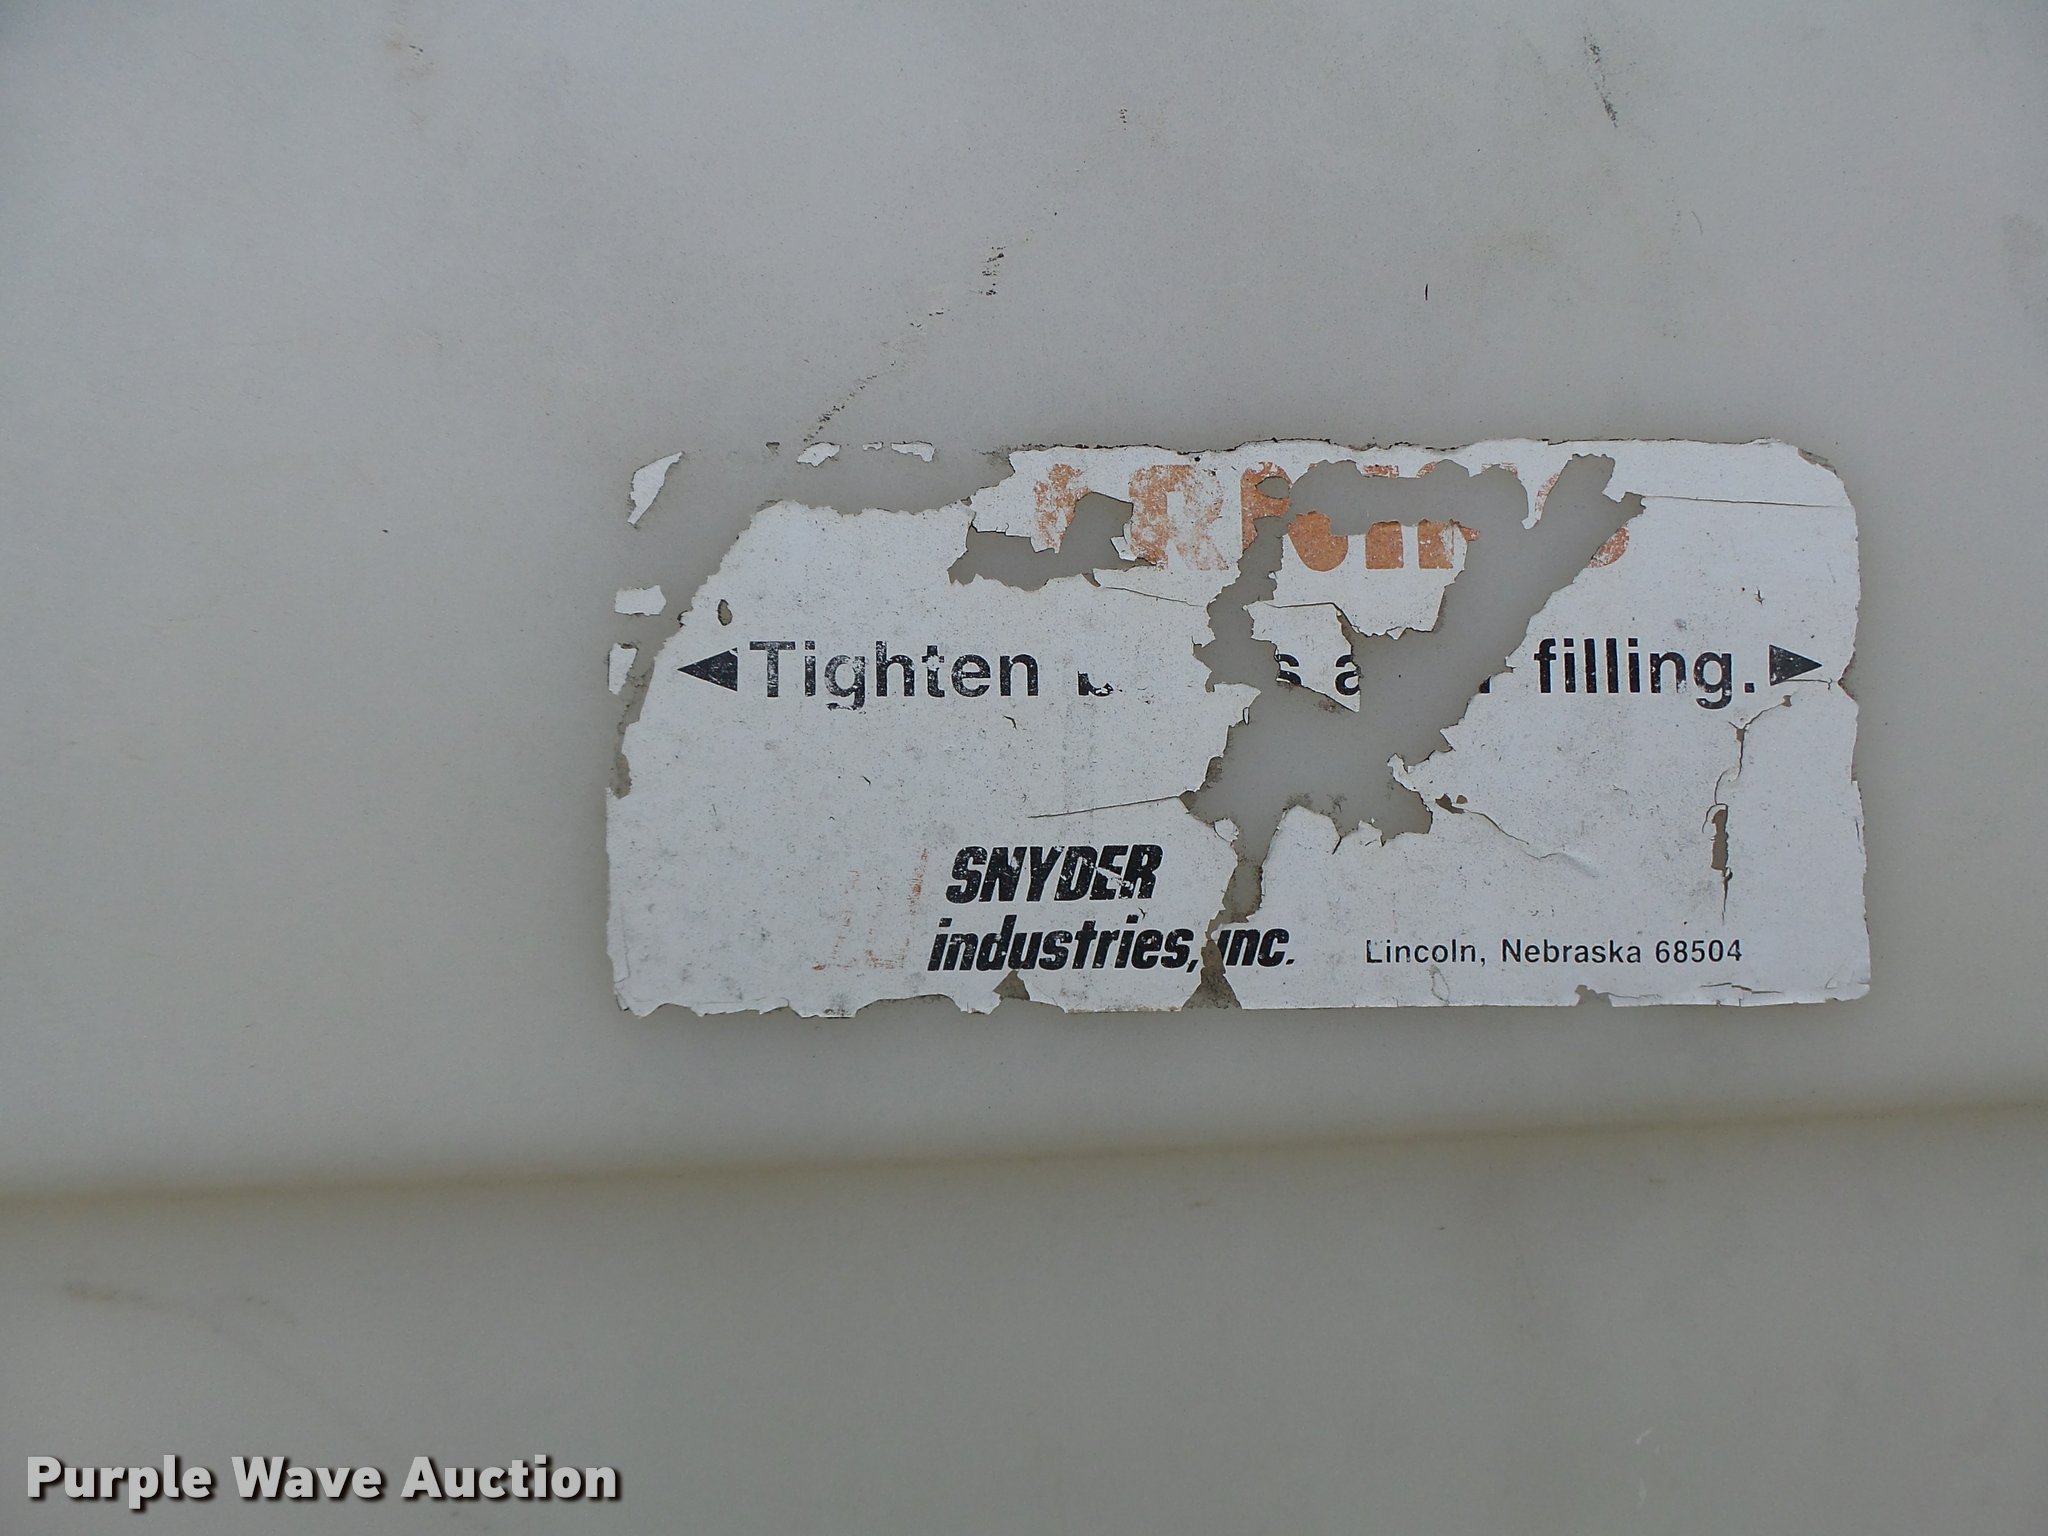 Tighten filling.
SNYDER
industries, inc.
Lincoln, Nebraska 68504
Purple Wave Auction